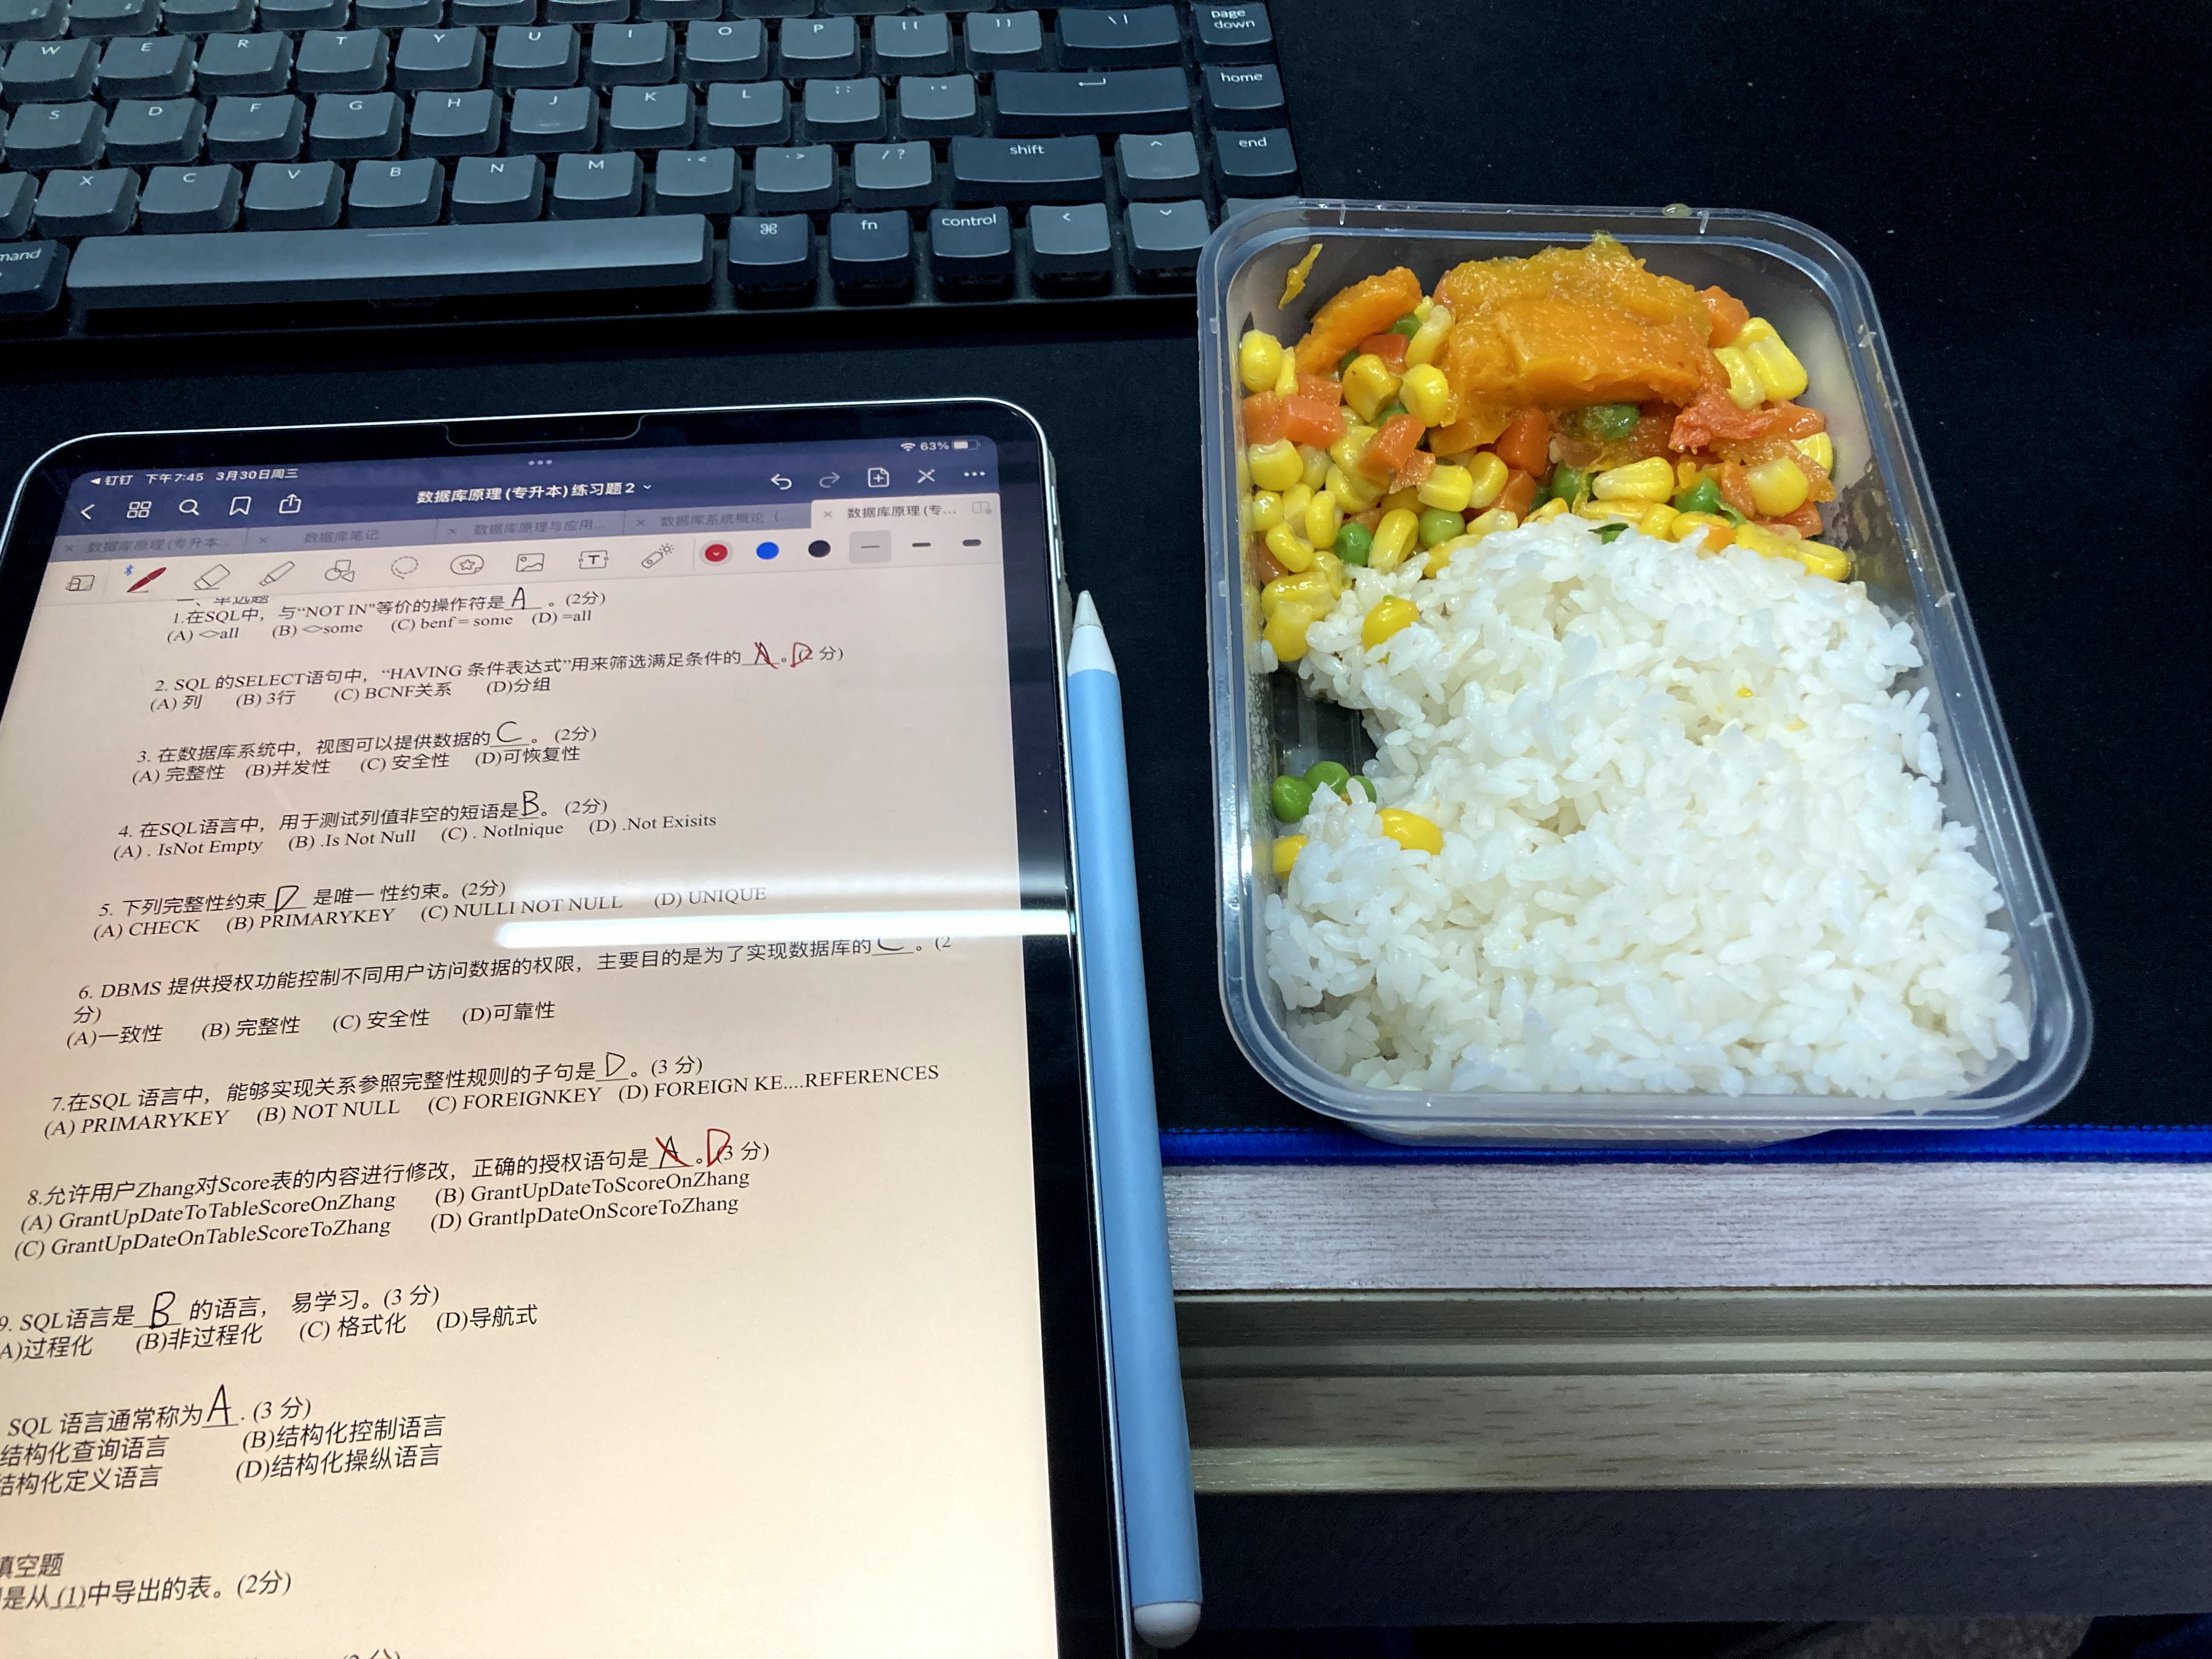 page down
W E R T Y U I O P [ { ] } \ |
home
S D F G H J K L ; : ' "
end
X C V B N M , < . > / ? shift ^
mand ⌘ fn control <
钉钉 下午7:45 3月30日周三 63%
数据库原理(专升本)练习题2
数据库原理(专升本... 数据库笔记 数据库原理与应用... 数据库系统概论 (... 数据库原理(专...
一、单选题
1.在SQL中，与“NOT IN"等价的操作符是 A 。(2分)
(A) <>all (B) <>some (C) benf = some (D) =all
2. SQL 的SELECT语句中，“HAVING 条件表达式”用来筛选满足条件的 A 。D(2 分)
(A) 列 (B) 3行 (C) BCNF关系 (D)分组
3. 在数据库系统中，视图可以提供数据的 C 。 (2分)
(A) 完整性 (B)并发性 (C) 安全性 (D)可恢复性
4. 在SQL语言中，用于测试列值非空的短语是 B 。 (2分)
(A) . IsNot Empty (B) .Is Not Null (C) . Notlnique (D) .Not Exisits
5. 下列完整性约束 D 是唯一 性约束。(2分)
(A) CHECK (B) PRIMARYKEY (C) NULLI NOT NULL (D) UNIQUE
6. DBMS 提供授权功能控制不同用户访问数据的权限，主要目的是为了实现数据库的 C 。(2
分)
(A)一致性 (B) 完整性 (C) 安全性 (D)可靠性
7.在SQL 语言中，能够实现关系参照完整性规则的子句是 D 。(3 分)
(A) PRIMARYKEY (B) NOT NULL (C) FOREIGNKEY (D) FOREIGN KE....REFERENCES
8.允许用户Zhang对Score表的内容进行修改，正确的授权语句是 A 。D(3 分)
(A) GrantUpDateToTableScoreOnZhang (B) GrantUpDateToScoreOnZhang
(C) GrantUpDateOnTableScoreToZhang (D) GrantlpDateOnScoreToZhang
9. SQL语言是 B 的语言， 易学习。(3 分)
A)过程化 (B)非过程化 (C) 格式化 (D)导航式
SQL 语言通常称为 A . (3 分)
结构化查询语言 (B)结构化控制语言
结构化定义语言 (D)结构化操纵语言
填空题
是从 (1)中导出的表。(2分)